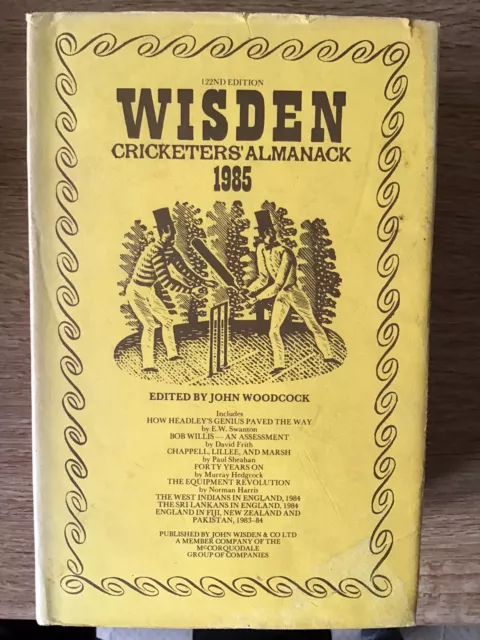 122ND EDITION
WISDEN
CRICKETERS' ALMANACK
1985
EDITED BY JOHN WOODCOCK
Includes
HOW HEADLEY'S GENIUS PAVED THE WAY
by E.W. Swanton
BOB WILLIS — AN ASSESSMENT
by David Frith
CHAPPELL, LILLEE, AND MARSH
by Paul Sheahan
FORTY YEARS ON
by Murray Hedgcock
THE EQUIPMENT REVOLUTION
by Norman Harris
THE WEST INDIANS IN ENGLAND, 1984
THE SRI LANKANS IN ENGLAND, 1984
ENGLAND IN FIJI, NEW ZEALAND AND
PAKISTAN, 1983–84
PUBLISHED BY JOHN WISDEN & CO LTD
A MEMBER COMPANY OF THE
McCORQUODALE
GROUP OF COMPANIES